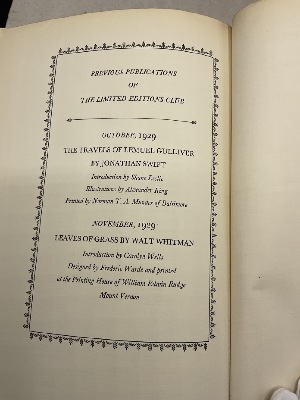 PREVIOUS PUBLICATIONS
OF
THE LIMITED EDITIONS CLUB
OCTOBER, 1929
THE TRAVELS OF LEMUEL GULLIVER
BY JONATHAN SWIFT
Introduction by Shane Leslie
Illustrations by Alexander King
Printed by Norman T. A. Munder of Baltimore
NOVEMBER, 1929
LEAVES OF GRASS BY WALT WHITMAN
Introduction by Carolyn Wells
Designed by Frederic Warde and printed
at the Printing House of William Edwin Rudge
Mount Vernon